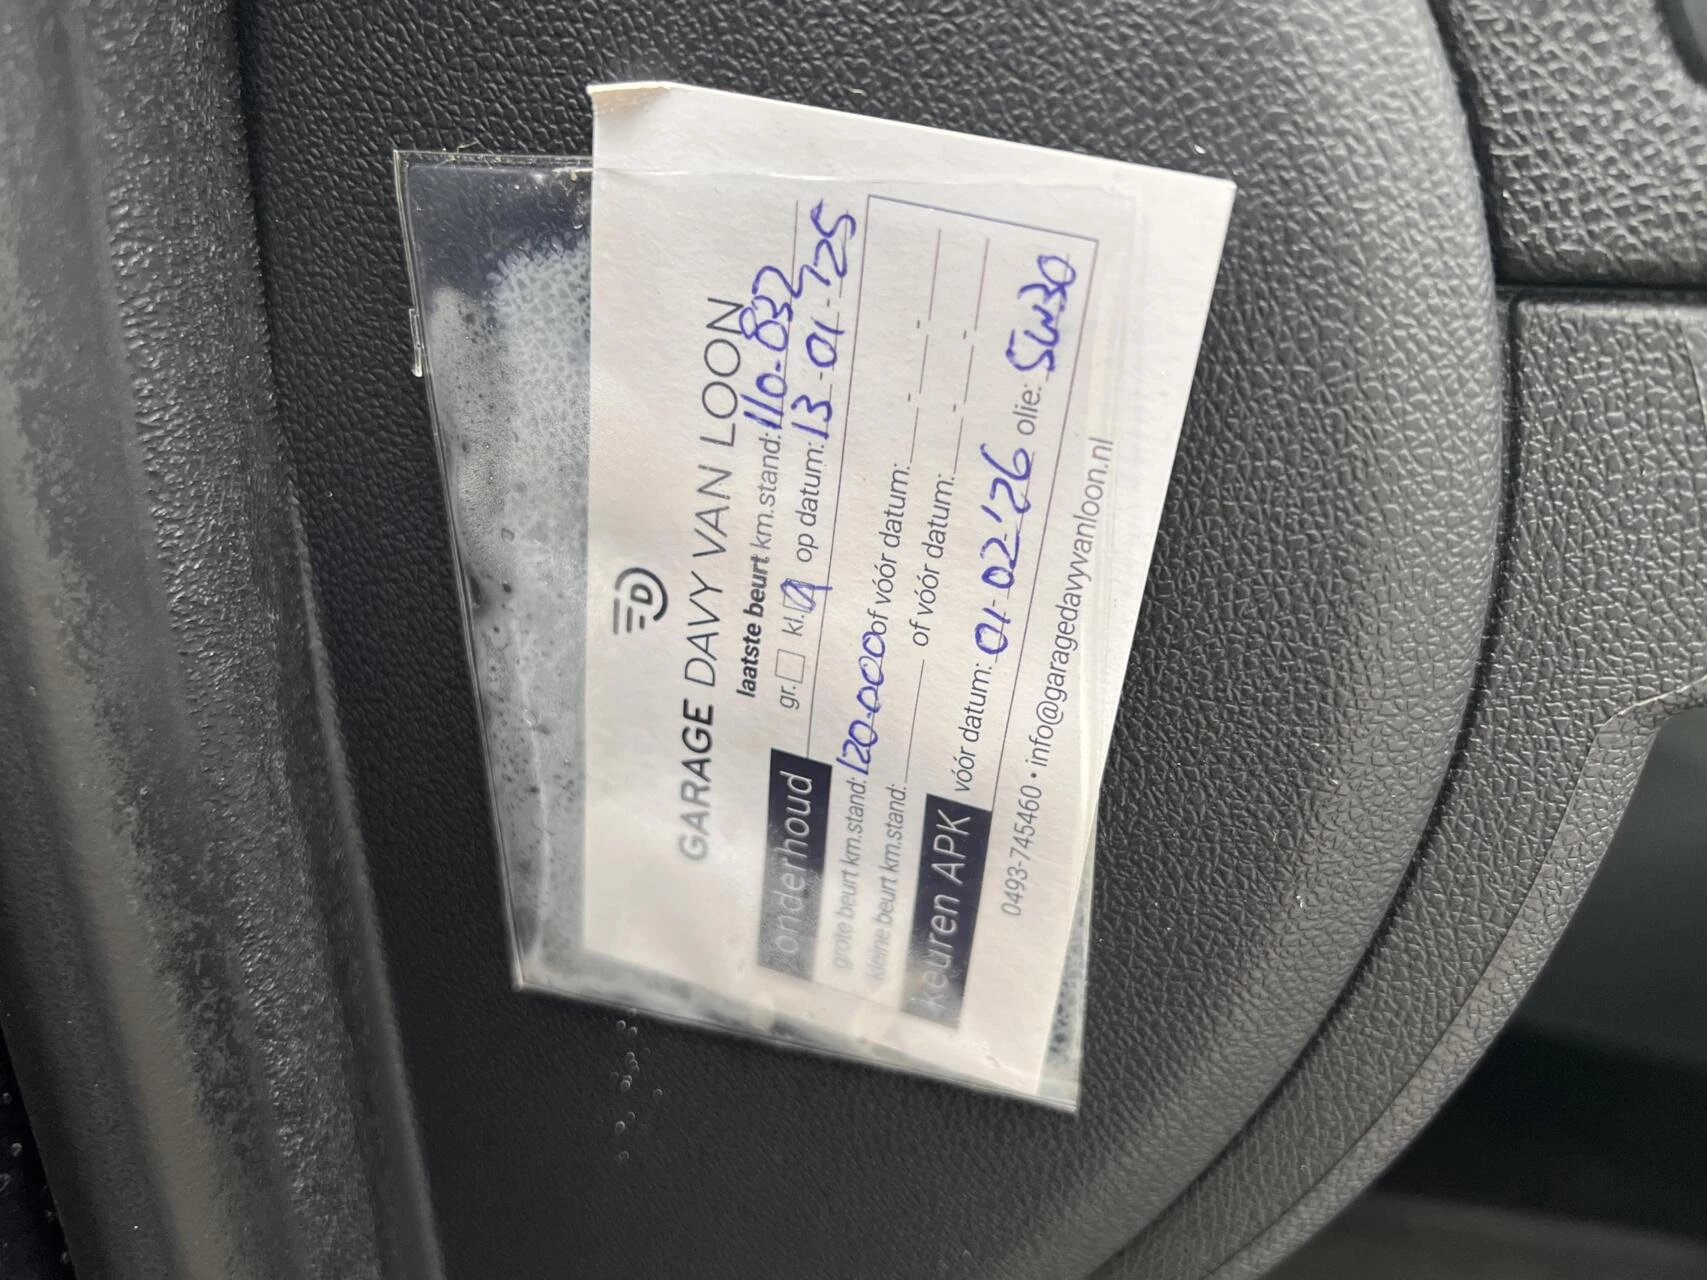 D
GARAGE DAVY VAN LOON
laatste beurt km.stand: 110-832
gr. kl. op datum: 13-01-'25
onderhoud
grote beurt km.stand: 120.000 of vóór datum: - -
kleine beurt km.stand: of vóór datum: - -
keuren APK vóór datum: 01-02-'26 olie: 5W30
0493-745460 • info@garagedavyvanloon.nl